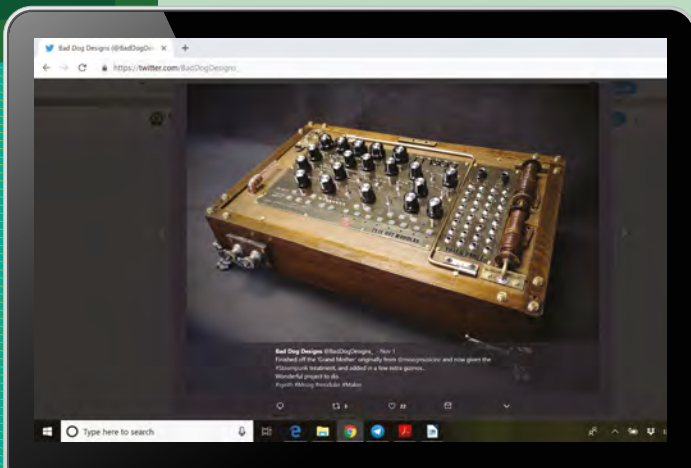 Bad Dog Designs (@BadDogDe
https://twitter.com/BadDogDesigns_
Bad Dog Designs @BadDogDesigns_ · Nov 1
Finished off the 'Grand Mother' originally from @moogmusicinc and now given the
#Steampunk treatment, and added in a few extra gizmos.
Wonderful project to do.
#synth #Moog #modular #Maker
Type here to search